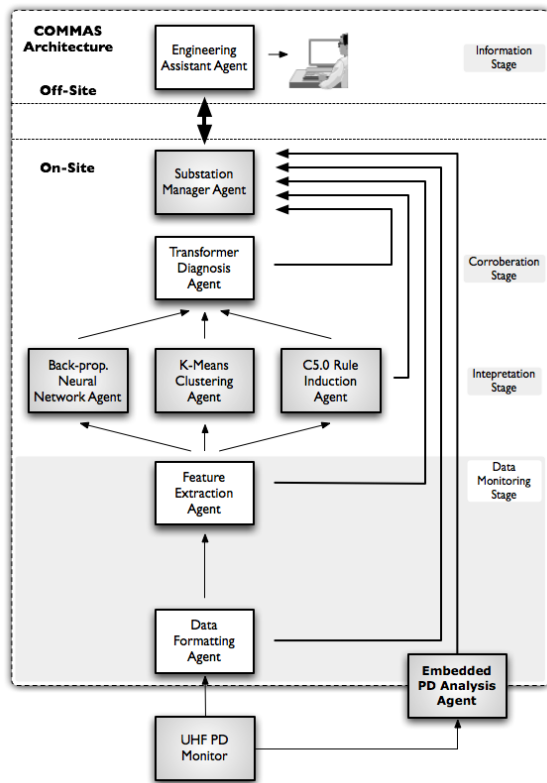 COMMAS
Architecture
Engineering
Assistant Agent
Information
Stage
Off-Site
On-Site
Substation
Manager Agent
Transformer
Diagnosis
Agent
Corroberation
Stage
Back-prop.
Neural
Network Agent
K-Means
Clustering
Agent
C5.0 Rule
Induction
Agent
Intepretation
Stage
Feature
Extraction
Agent
Data
Monitoring
Stage
Data
Formatting
Agent
Embedded
PD Analysis
Agent
UHF PD
Monitor